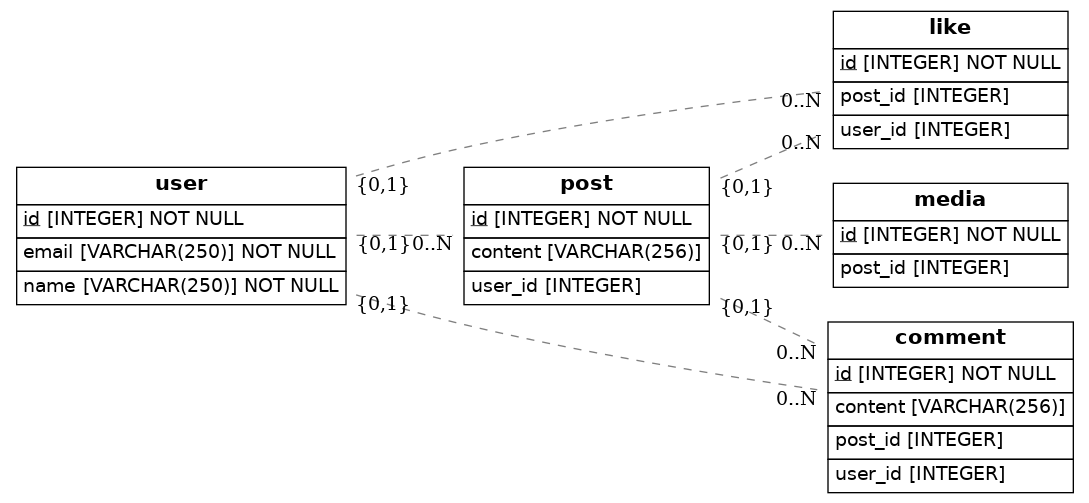 like
id [INTEGER] NOT NULL
post_id [INTEGER]
user_id [INTEGER]
0..N
0..N
user
id [INTEGER] NOT NULL
email [VARCHAR(250)] NOT NULL
name [VARCHAR(250)] NOT NULL
{0,1}
{0,1}
0..N
{0,1}
post
id [INTEGER] NOT NULL
content [VARCHAR(256)]
user_id [INTEGER]
{0,1}
{0,1}
0..N
{0,1}
media
id [INTEGER] NOT NULL
post_id [INTEGER]
0..N
0..N
comment
id [INTEGER] NOT NULL
content [VARCHAR(256)]
post_id [INTEGER]
user_id [INTEGER]